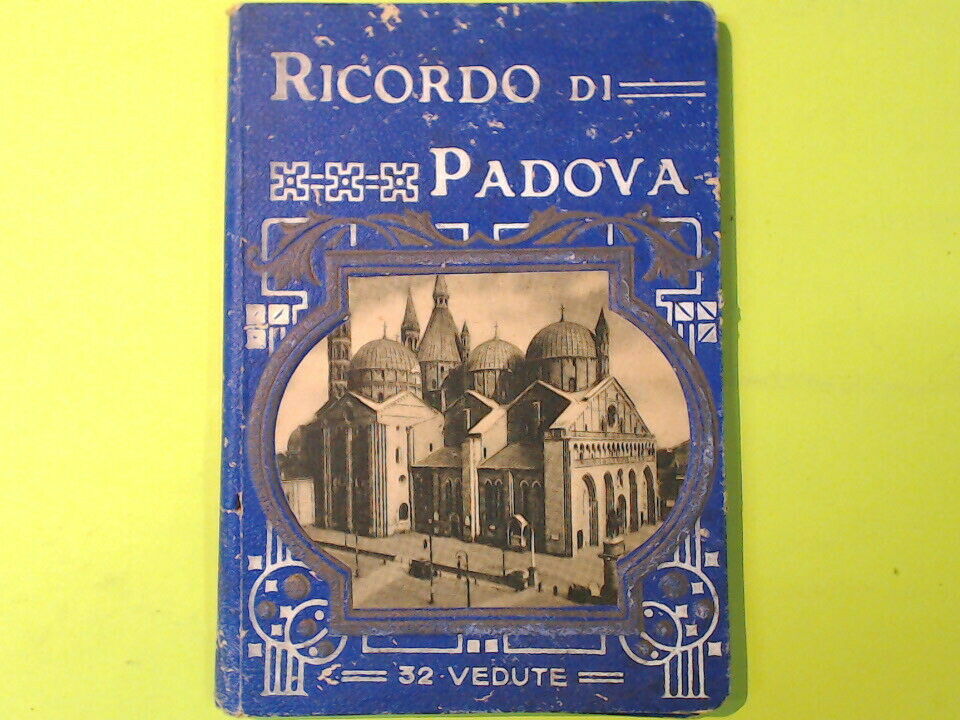 RICORDO DI
PADOVA
32 VEDUTE